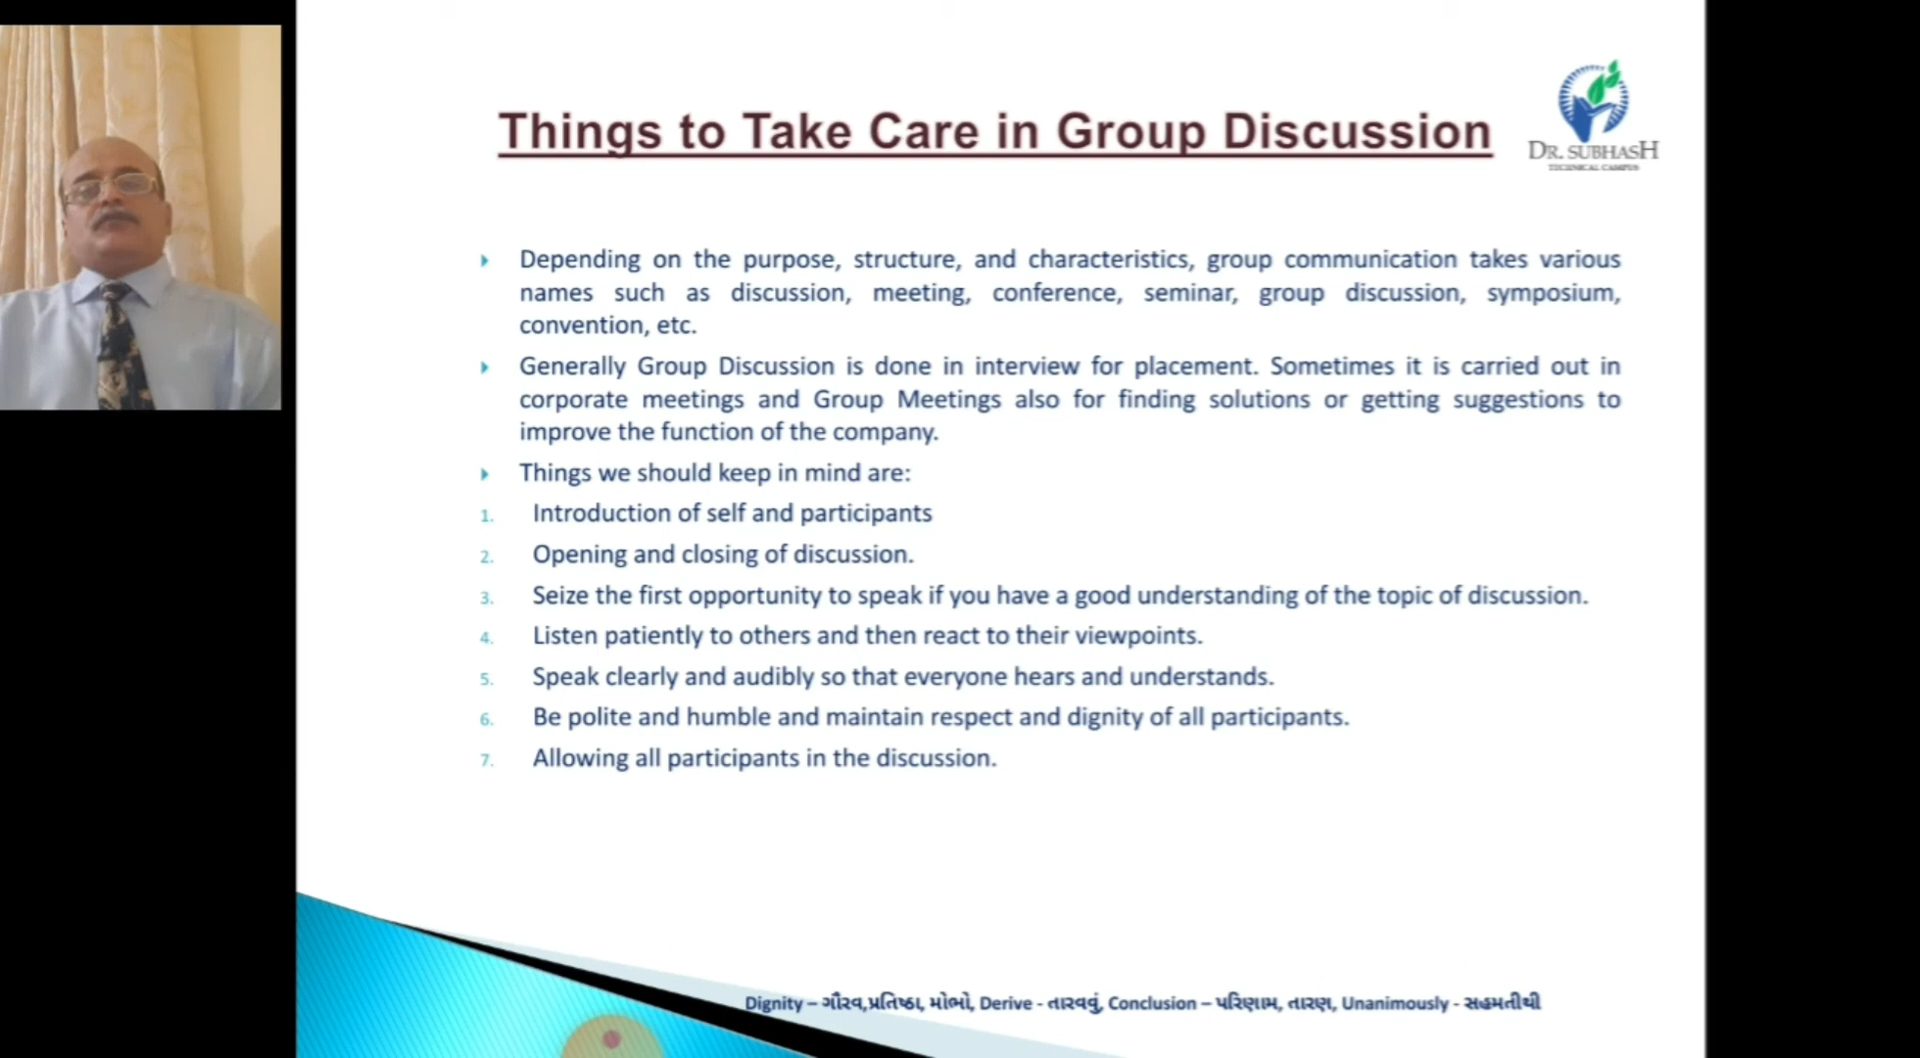 Things to Take Care in Group Discussion
DR. SUBHASH
TECHNICAL CAMPUS
Depending on the purpose, structure, and characteristics, group communication takes various
names such as discussion, meeting, conference, seminar, group discussion, symposium,
convention, etc.
Generally Group Discussion is done in interview for placement. Sometimes it is carried out in
corporate meetings and Group Meetings also for finding solutions or getting suggestions to
improve the function of the company.
Things we should keep in mind are:
1. Introduction of self and participants
2. Opening and closing of discussion.
3. Seize the first opportunity to speak if you have a good understanding of the topic of discussion.
4. Listen patiently to others and then react to their viewpoints.
5. Speak clearly and audibly so that everyone hears and understands.
6. Be polite and humble and maintain respect and dignity of all participants.
7. Allowing all participants in the discussion.
Dignity – ગૌરવ,પ્રતિષ્ઠા, મોભો, Derive - તારવવું, Conclusion – પરિણામ, તારણ, Unanimously - સહમતીથી